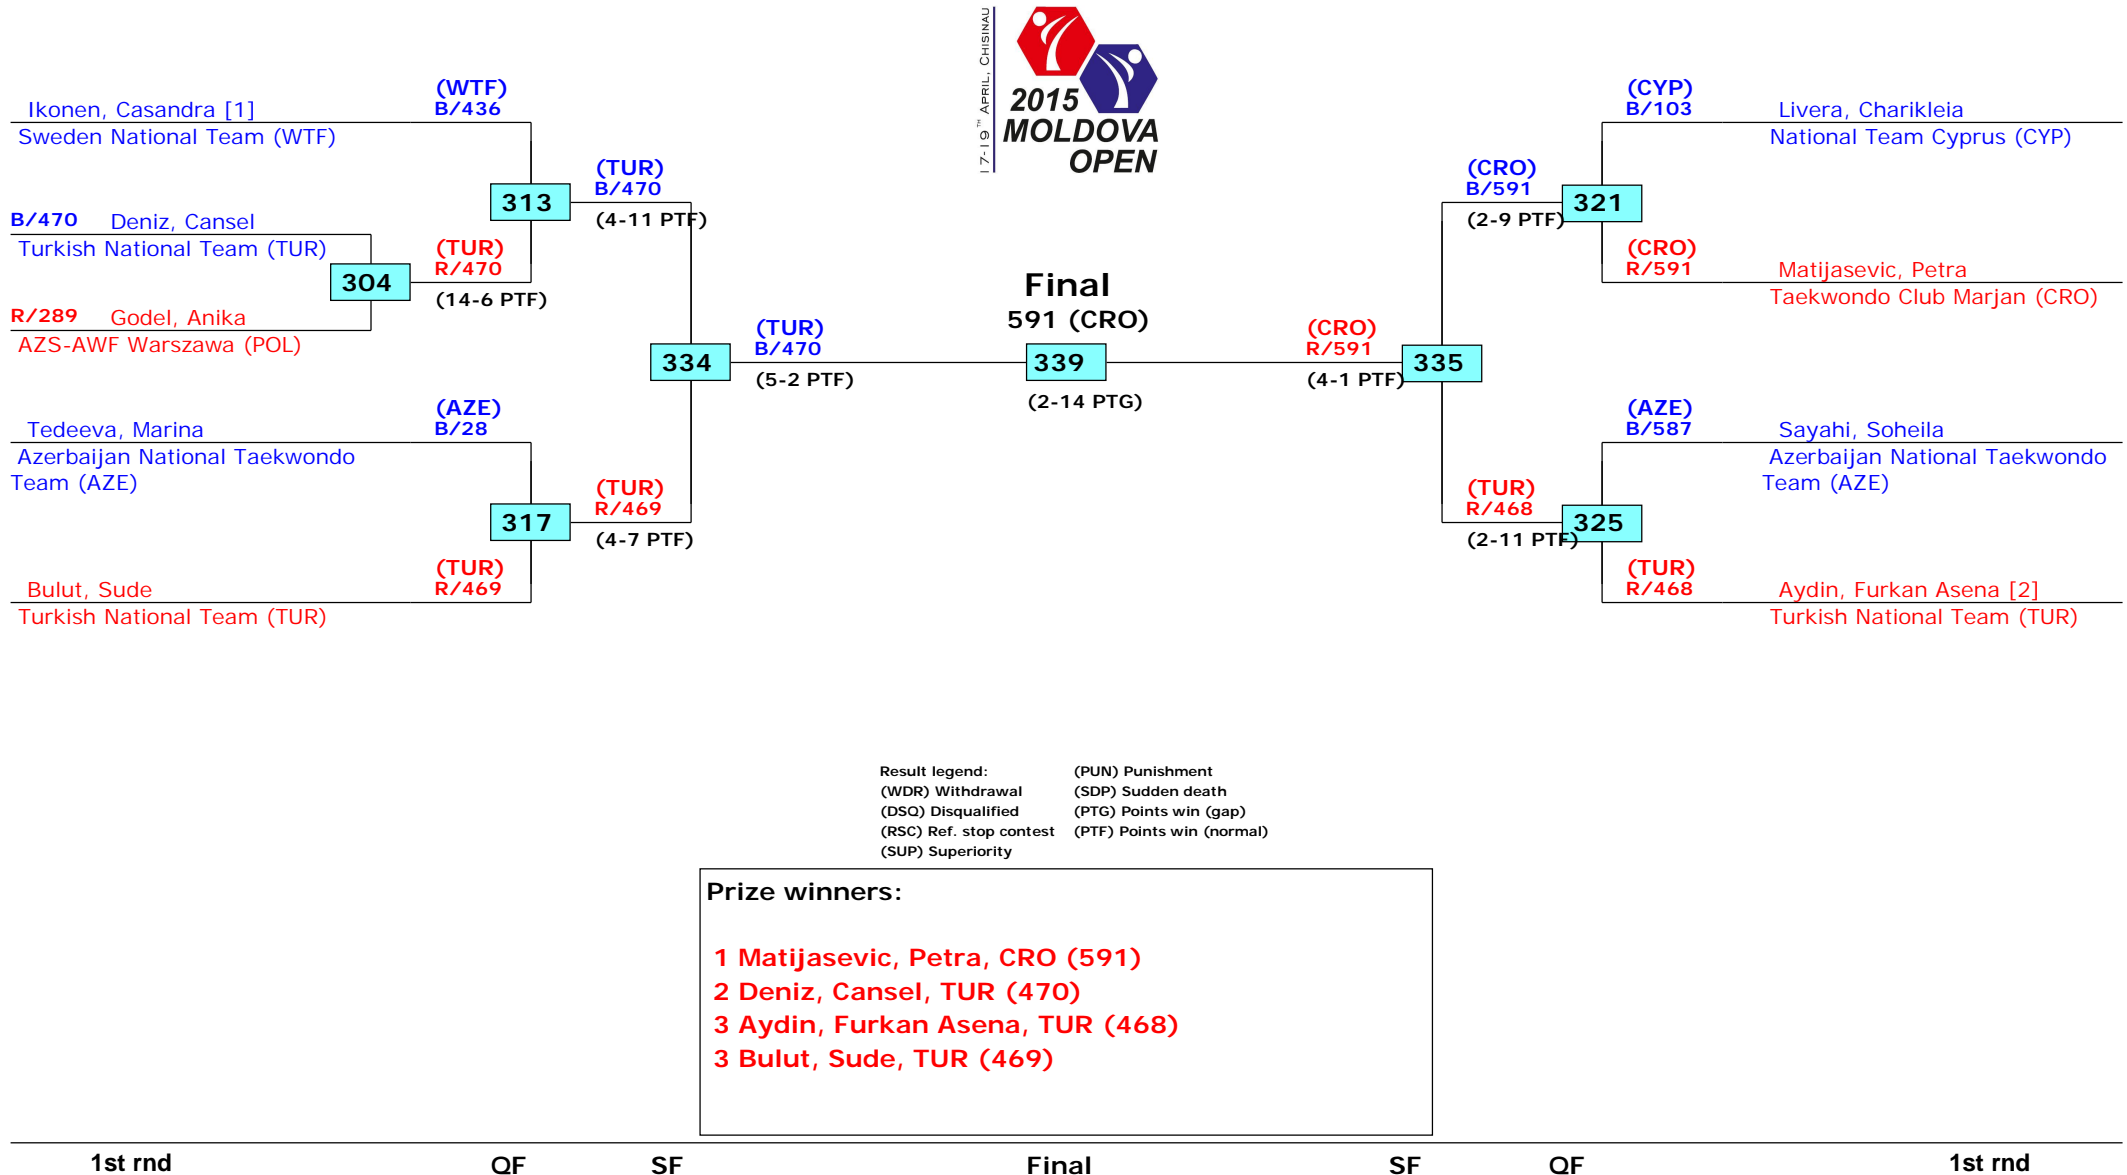 17-19™ APRIL, CHISINAU
2015
MOLDOVA
OPEN
Ikonen, Casandra [1]
Sweden National Team (WTF)
(WTF)
B/436
B/470 Deniz, Cansel
Turkish National Team (TUR)
R/289 Godel, Anika
AZS-AWF Warszawa (POL)
304
(TUR)
R/470
(14-6 PTF)
313
(TUR)
B/470
(4-11 PTF)
Tedeeva, Marina
Azerbaijan National Taekwondo
Team (AZE)
(AZE)
B/28
Bulut, Sude
Turkish National Team (TUR)
(TUR)
R/469
317
(TUR)
R/469
(4-7 PTF)
334
(TUR)
B/470
(5-2 PTF)
Final
591 (CRO)
339
(2-14 PTG)
(CRO)
R/591
(4-1 PTF)
335
(CRO)
B/591
(2-9 PTF)
321
(CYP)
B/103
Livera, Charikleia
National Team Cyprus (CYP)
(CRO)
R/591
Matijasevic, Petra
Taekwondo Club Marjan (CRO)
(TUR)
R/468
(2-11 PTF)
325
(AZE)
B/587
Sayahi, Soheila
Azerbaijan National Taekwondo
Team (AZE)
(TUR)
R/468
Aydin, Furkan Asena [2]
Turkish National Team (TUR)
Result legend: (PUN) Punishment
(WDR) Withdrawal (SDP) Sudden death
(DSQ) Disqualified (PTG) Points win (gap)
(RSC) Ref. stop contest (PTF) Points win (normal)
(SUP) Superiority
Prize winners:
1 Matijasevic, Petra, CRO (591)
2 Deniz, Cansel, TUR (470)
3 Aydin, Furkan Asena, TUR (468)
3 Bulut, Sude, TUR (469)
1st rnd QF SF Final SF QF 1st rnd